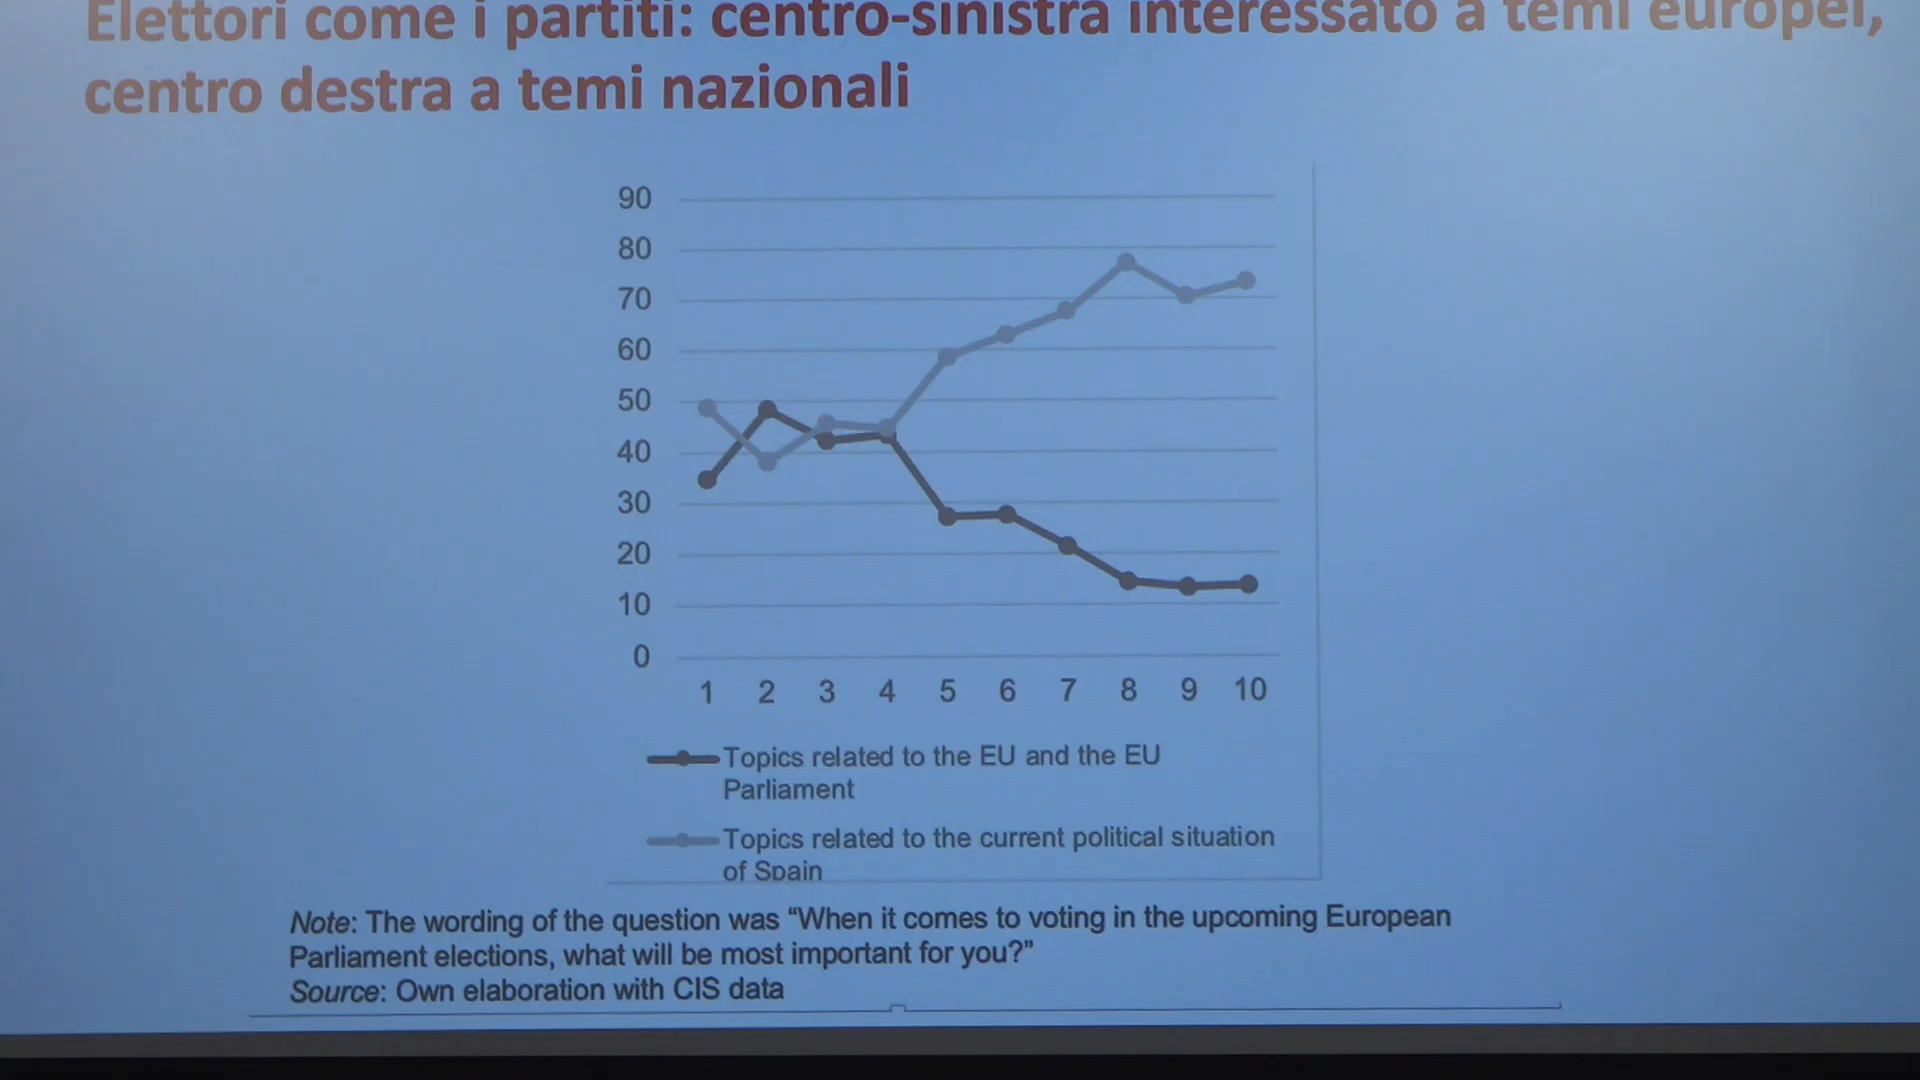 Elettori come i partiti: centro-sinistra interessato a temi europei,
centro destra a temi nazionali
90
80
70
60
50
40
30
20
10
0
1 2 3 4 5 6 7 8 9 10
Topics related to the EU and the EU
Parliament
Topics related to the current political situation
of Spain
Note: The wording of the question was “When it comes to voting in the upcoming European
Parliament elections, what will be most important for you?”
Source: Own elaboration with CIS data